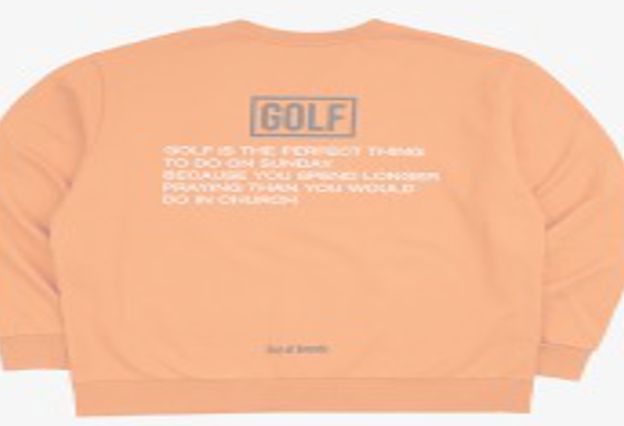 GOLF
GOLF IS THE PERFECT THING
TO DO ON SUNDAY
BECAUSE YOU SPEND LONGER
PRAYING THAN YOU WOULD
DO IN CHURCH